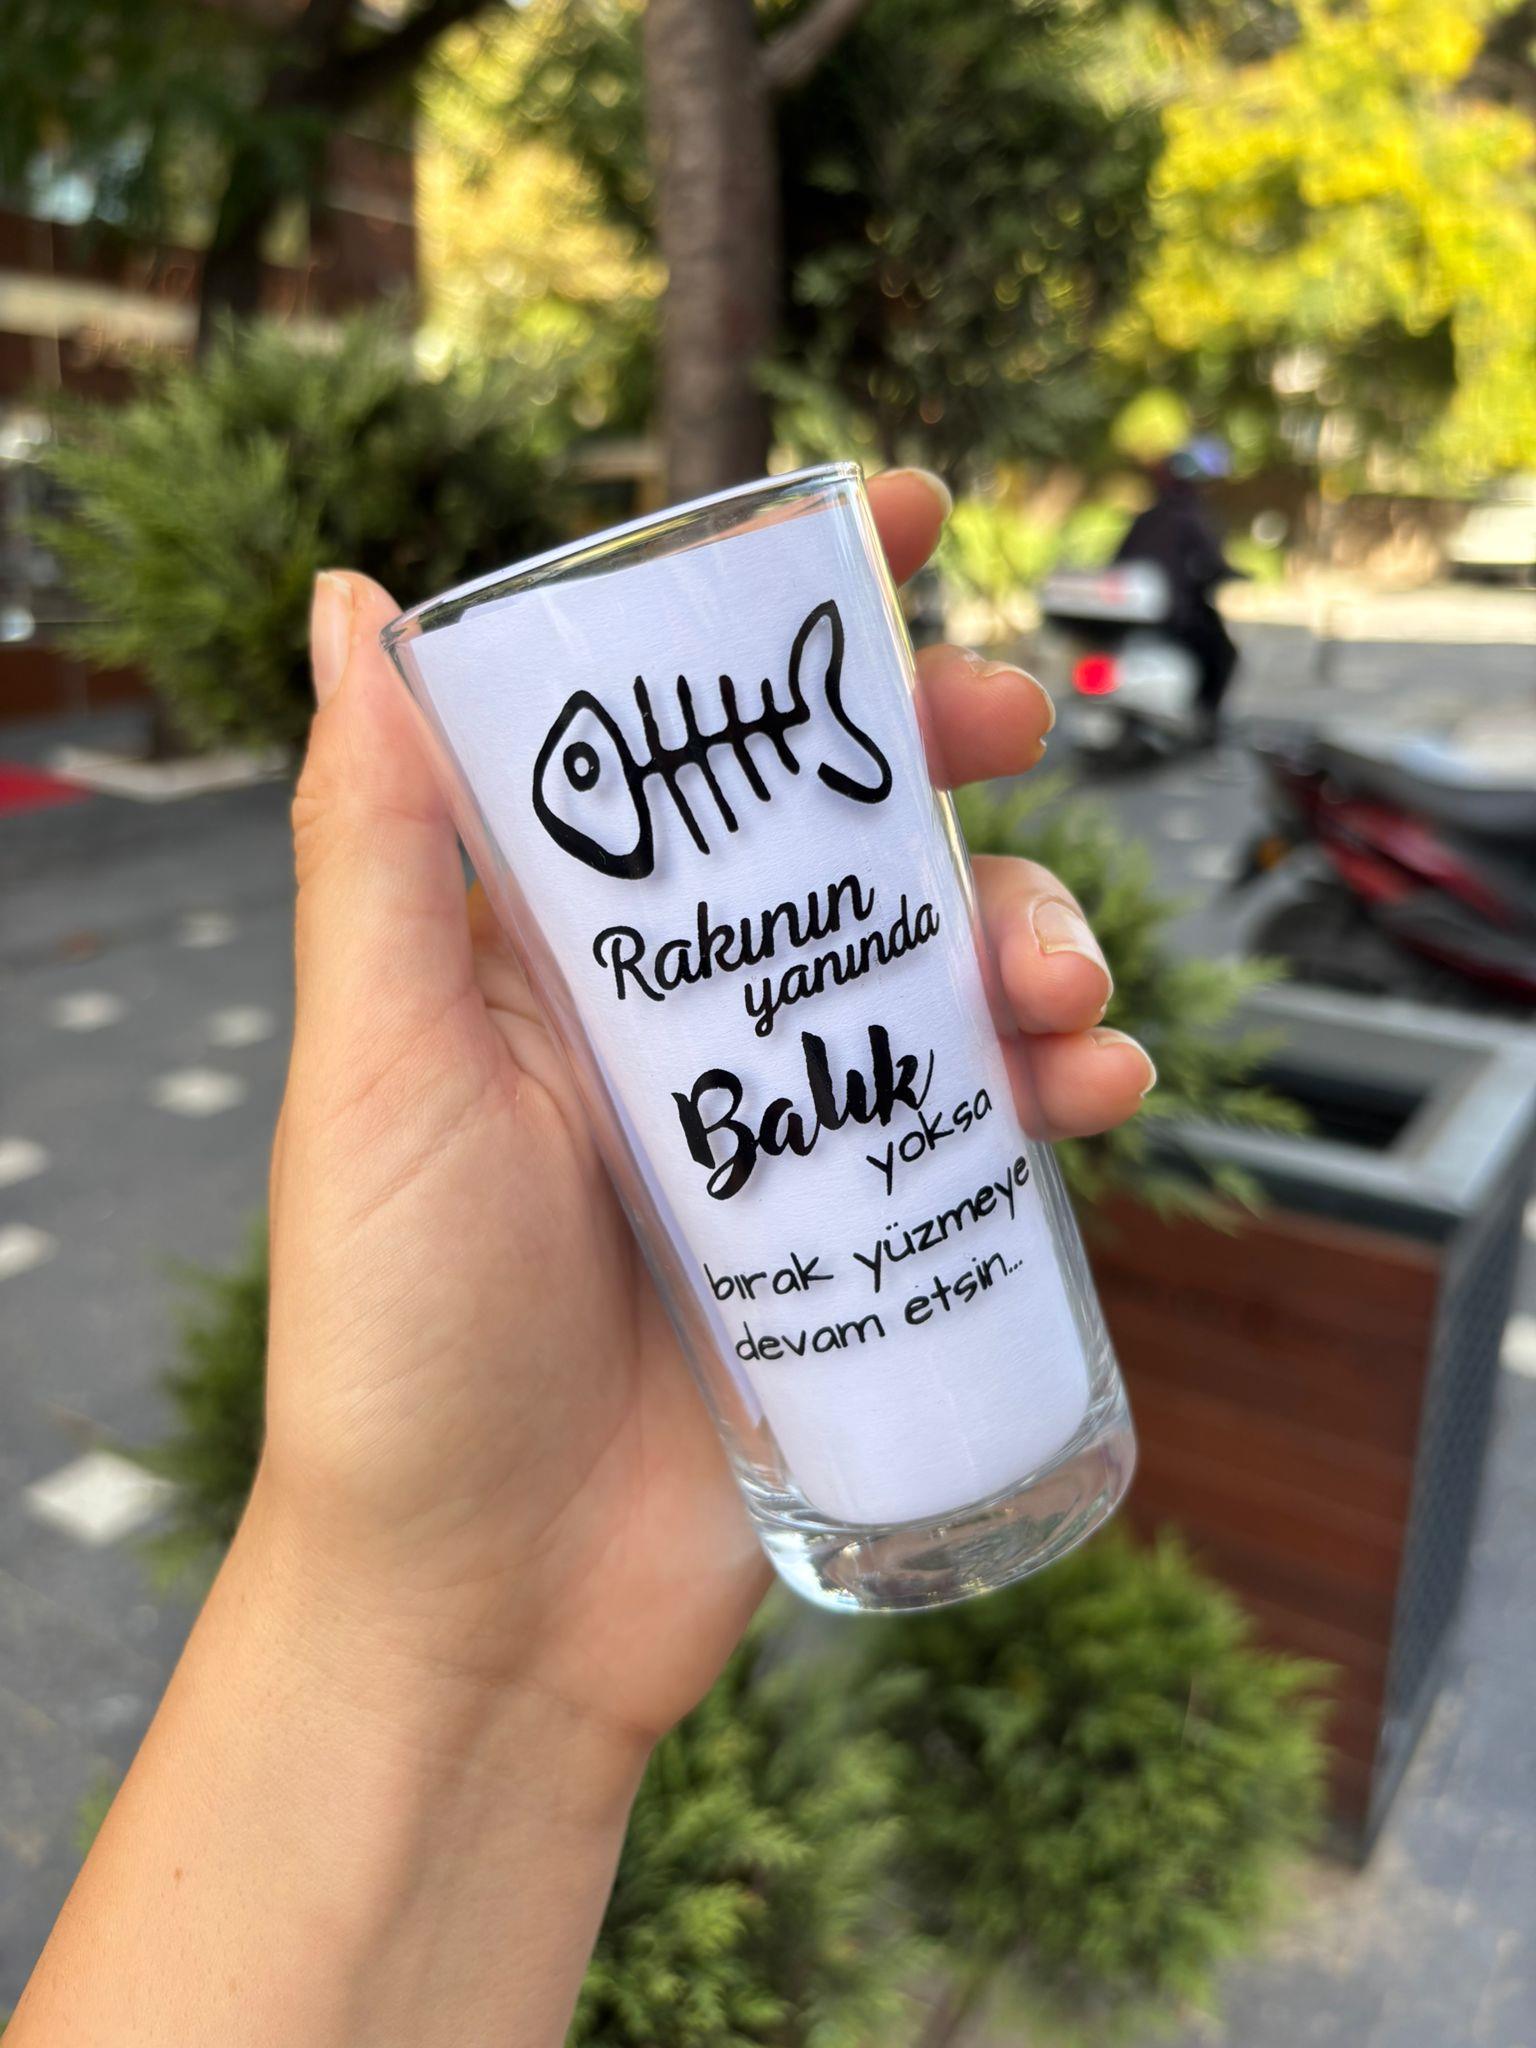 Rakının
yanında
Balık
yoksa
bırak yüzmeye
devam etsin...